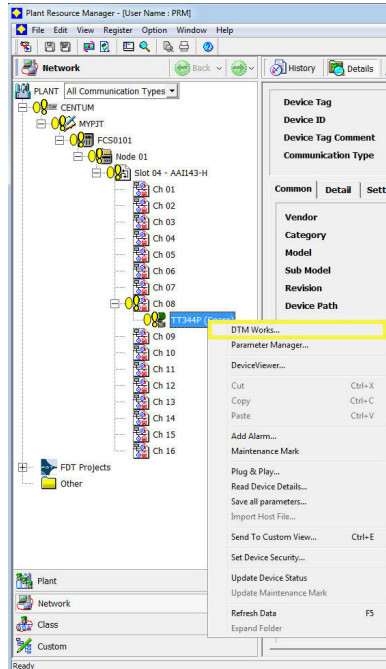 Plant Resource Manager - [User Name : PRM]
File Edit View Register Option Window Help
Network
Back
History
Details
PLANT
All Communication Types
CENTUM
MYPJT
FCS0101
Node 01
Slot 04 - AAI143-H
Ch 01
Ch 02
Ch 03
Ch 04
Ch 05
Ch 06
Ch 07
Ch 08
TT344P
Ch 09
Ch 10
Ch 11
Ch 12
Ch 13
Ch 14
Ch 15
Ch 16
FDT Projects
Other
Plant
Network
Class
Custom
Ready
Device Tag
Device ID
Device Tag Comment
Communication Type
Common Detail Sett
Vendor
Category
Model
Sub Model
Revision
Device Path
DTM Works...
Parameter Manager...
DeviceViewer...
Cut Ctrl+X
Copy Ctrl+C
Paste Ctrl+V
Add Alarm...
Maintenance Mark
Plug & Play...
Read Device Details...
Save all parameters...
Import Host File...
Send To Custom View... Ctrl+E
Set Device Security...
Update Device Status
Update Maintenance Mark
Refresh Data F5
Expand Folder